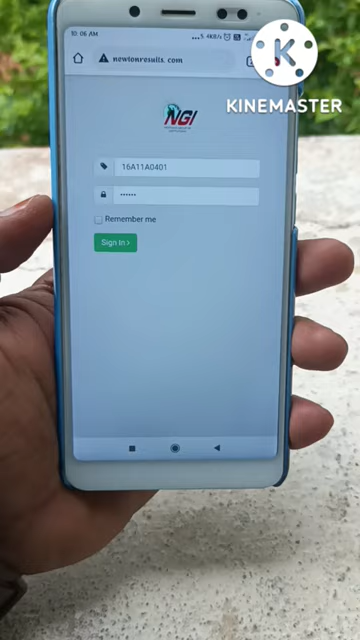 10:06 AM
newtonresults.com
K
KINEMASTER
NGI
16A11A0401
••••••
Remember me
Sign In ›